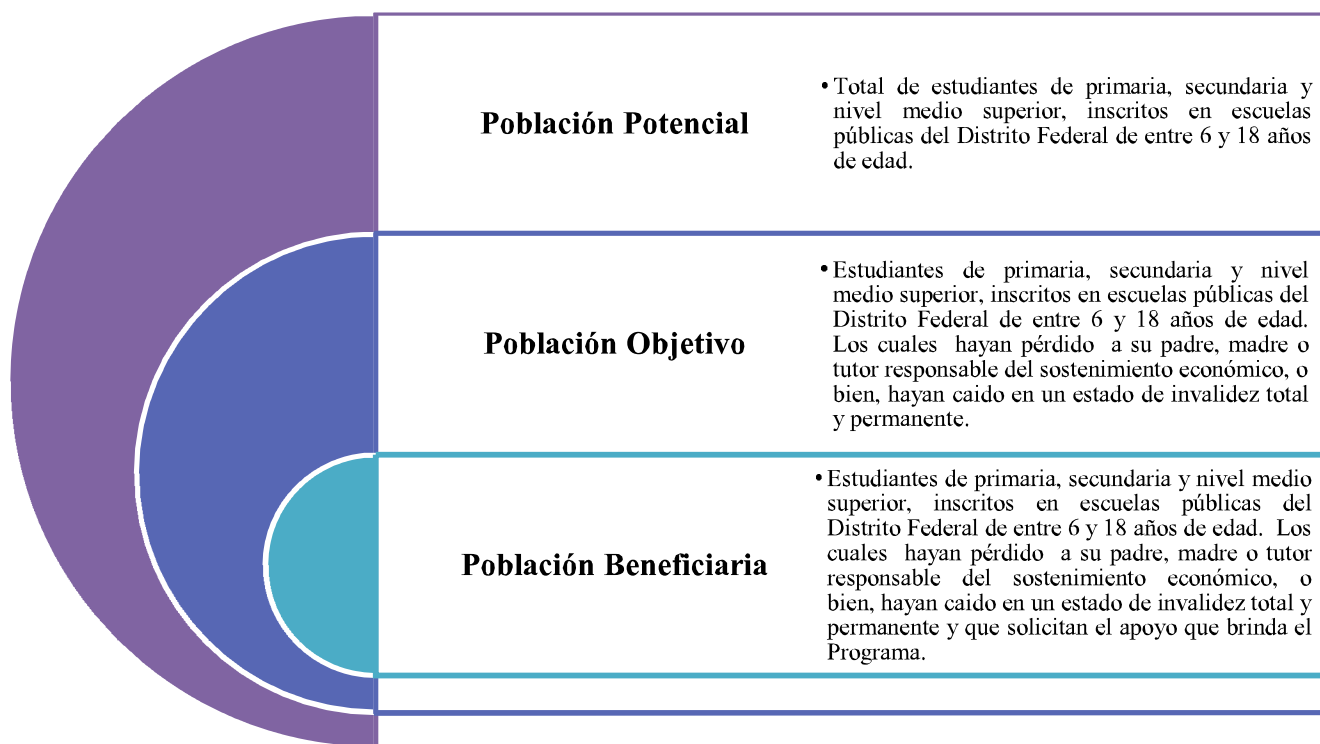 Población Potencial
• Total de estudiantes de primaria, secundaria y
nivel medio superior, inscritos en escuelas
públicas del Distrito Federal de entre 6 y 18 años
de edad.
Población Objetivo
• Estudiantes de primaria, secundaria y nivel
medio superior, inscritos en escuelas públicas del
Distrito Federal de entre 6 y 18 años de edad.
Los cuales hayan pérdido a su padre, madre o
tutor responsable del sostenimiento económico, o
bien, hayan caido en un estado de invalidez total
y permanente.
Población Beneficiaria
• Estudiantes de primaria, secundaria y nivel medio
superior, inscritos en escuelas públicas del
Distrito Federal de entre 6 y 18 años de edad. Los
cuales hayan pérdido a su padre, madre o tutor
responsable del sostenimiento económico, o
bien, hayan caido en un estado de invalidez total y
permanente y que solicitan el apoyo que brinda el
Programa.